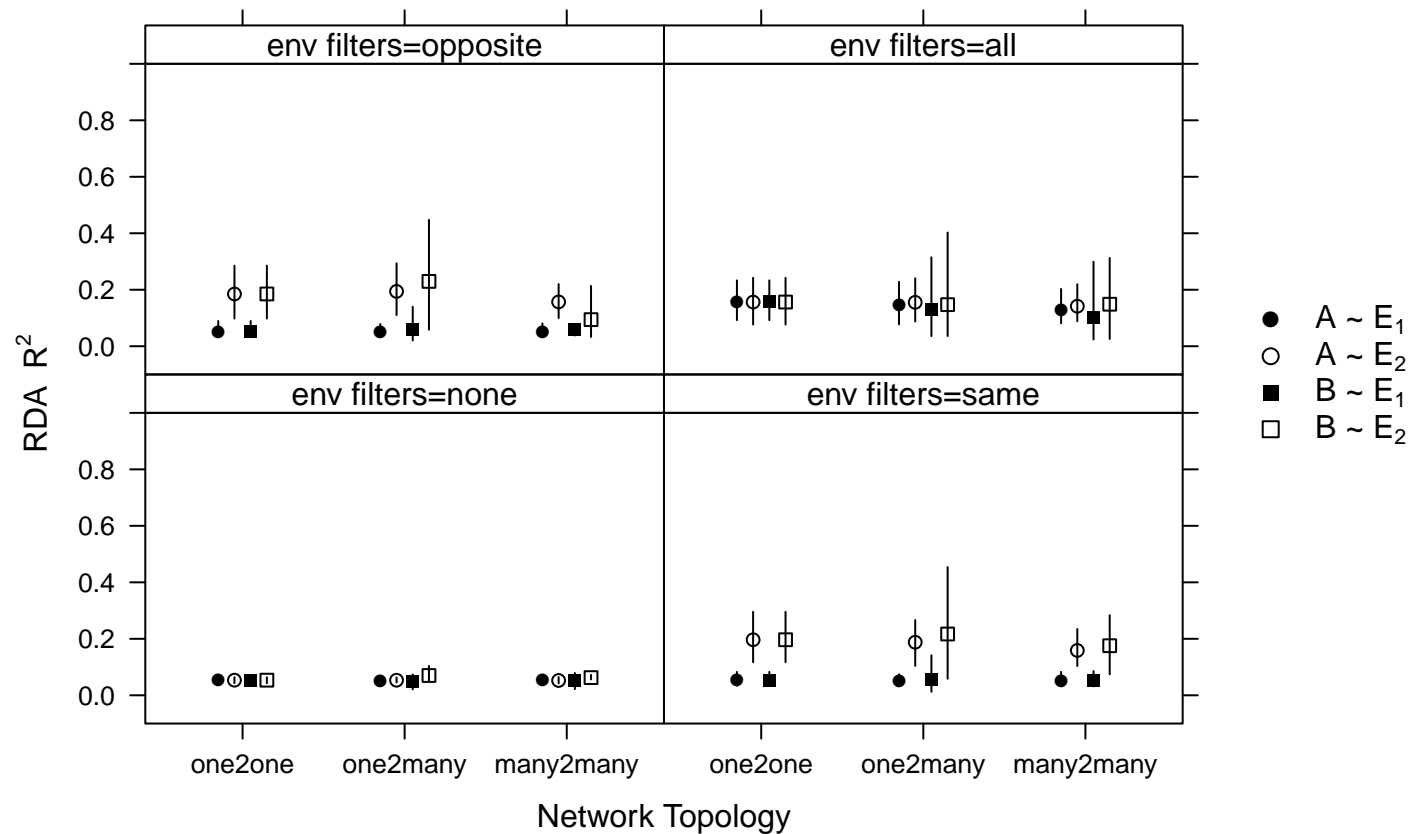 env filters=opposite
env filters=all
0.8
0.6
0.4
0.2
0.0
env filters=none
env filters=same
0.8
0.6
0.4
0.2
0.0
RDA R²
one2one one2many many2many one2one one2many many2many
Network Topology
A ~ E₁
A ~ E₂
B ~ E₁
B ~ E₂